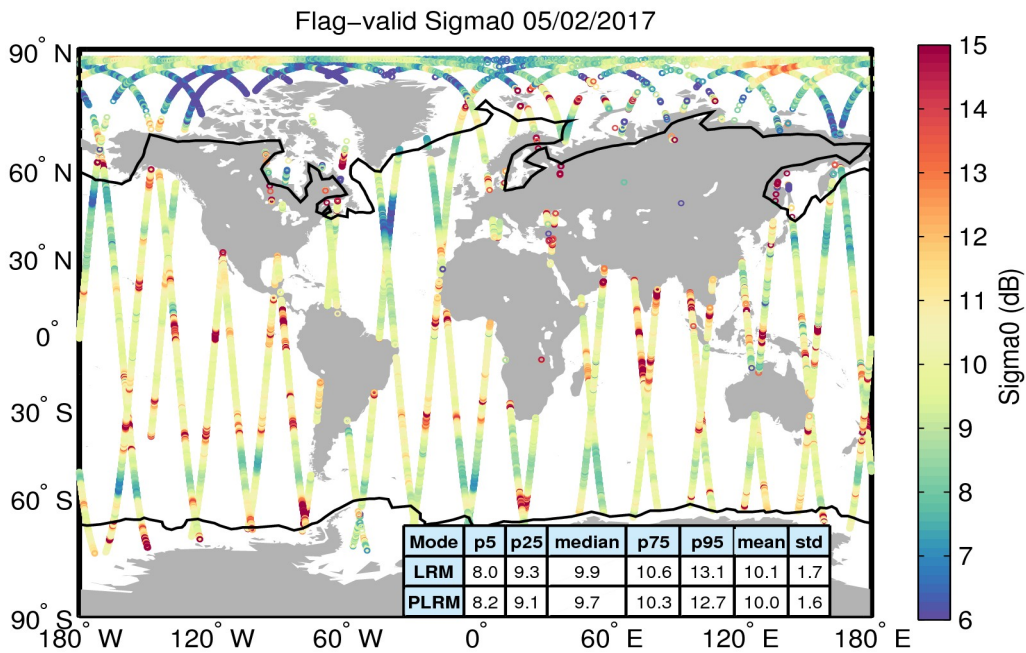 Flag−valid Sigma0 05/02/2017
90° N
60° N
30° N
0°
30° S
60° S
90° S
180° W
120° W
60° W
0°
60° E
120° E
180° E
Mode p5 p25 median p75 p95 mean std
LRM 8.0 9.3 9.9 10.6 13.1 10.1 1.7
PLRM 8.2 9.1 9.7 10.3 12.7 10.0 1.6
15
14
13
12
11
10
9
8
7
6
Sigma0 (dB)